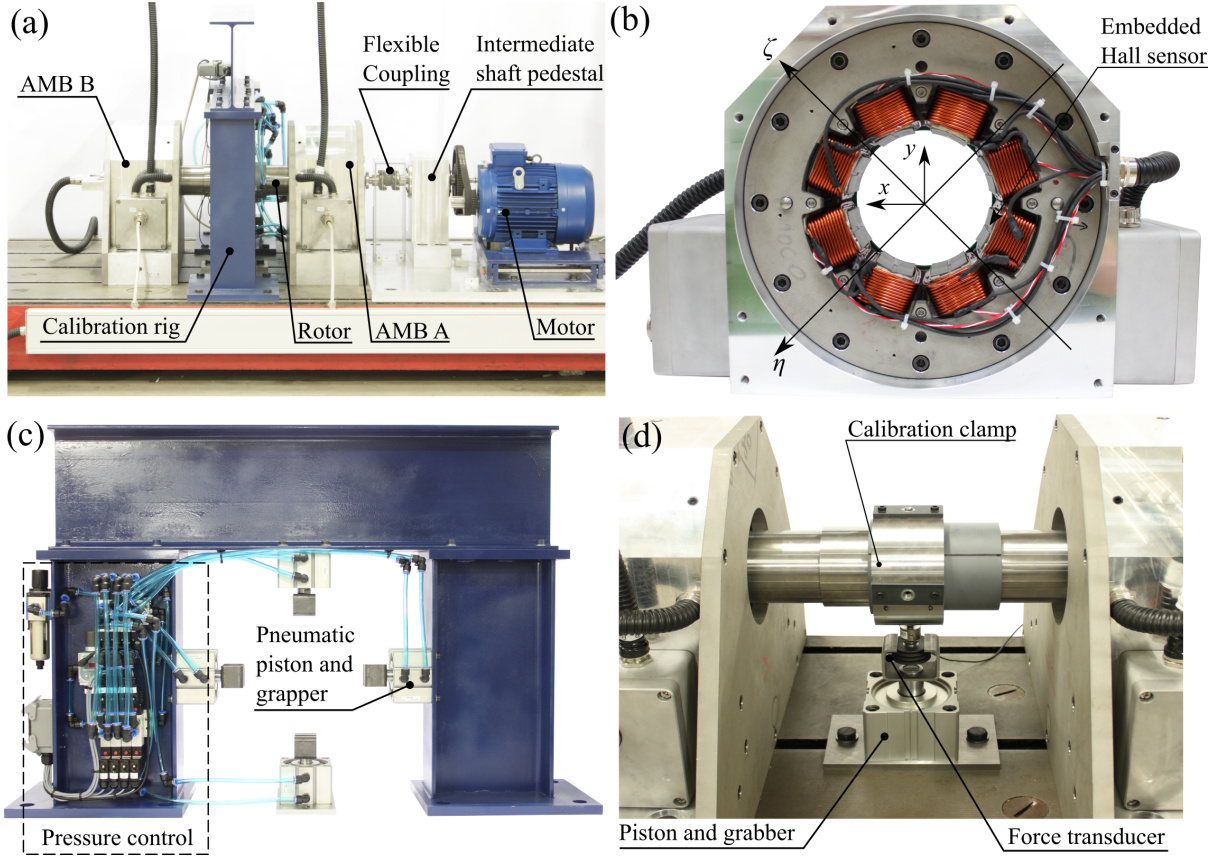 (a)
AMB B
Flexible
Coupling
Intermediate
shaft pedestal
Calibration rig
Rotor
AMB A
Motor
(b)
Embedded
Hall sensor
ζ
y
x
η
(c)
Pneumatic
piston and
grapper
Pressure control
(d)
Calibration clamp
Piston and grabber
Force transducer